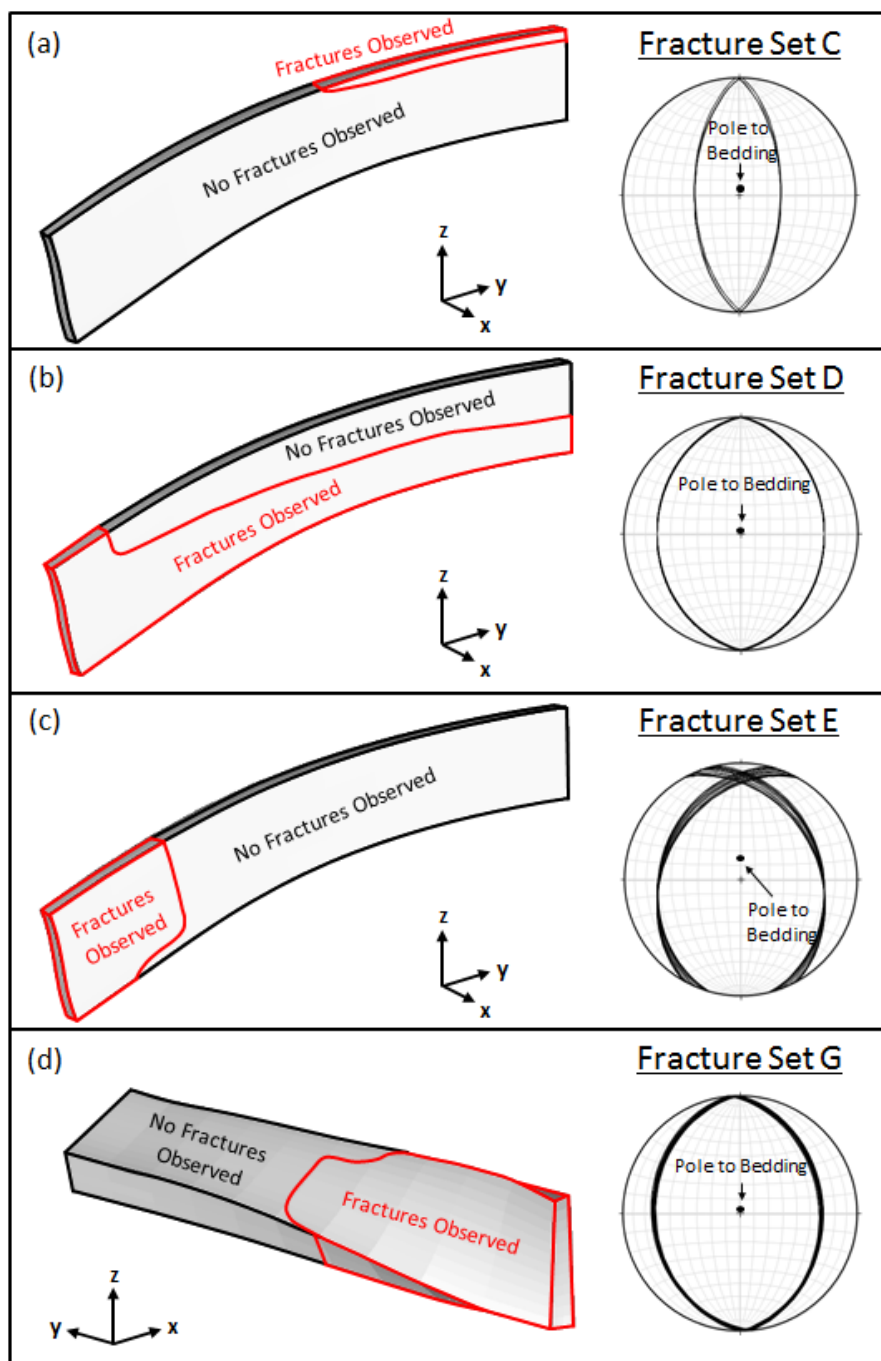 (a)
Fractures Observed
No Fractures Observed
z
y
x
Fracture Set C
Pole to
Bedding
(b)
No Fractures Observed
Fractures Observed
z
y
x
Fracture Set D
Pole to Bedding
(c)
No Fractures Observed
Fractures
Observed
z
y
x
Fracture Set E
Pole to
Bedding
(d)
No Fractures
Observed
Fractures Observed
z
y
x
Fracture Set G
Pole to Bedding